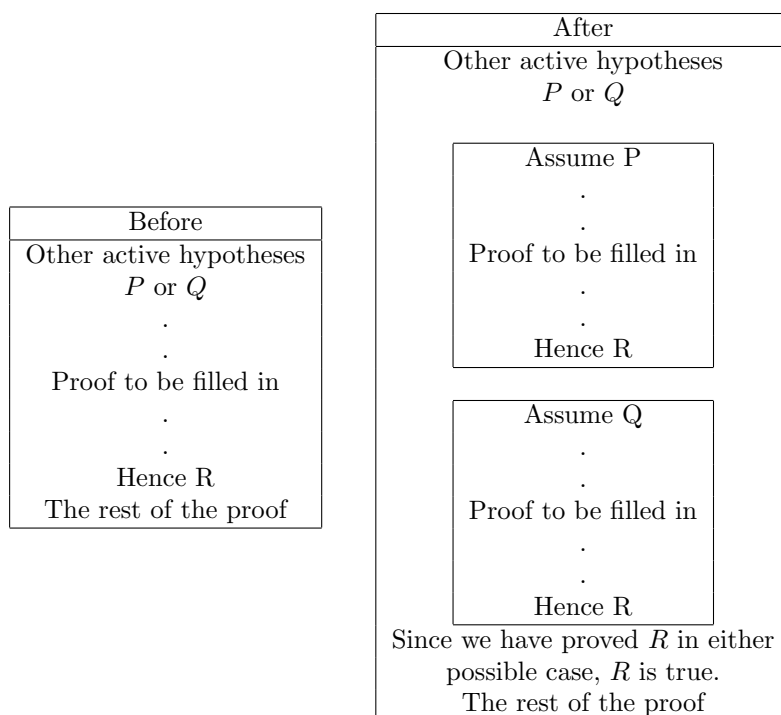 Before
Other active hypotheses
P or Q
.
.
Proof to be filled in
.
.
Hence R
The rest of the proof
After
Other active hypotheses
P or Q
Assume P
.
.
Proof to be filled in
.
.
Hence R
Assume Q
.
.
Proof to be filled in
.
.
Hence R
Since we have proved R in either
possible case, R is true.
The rest of the proof